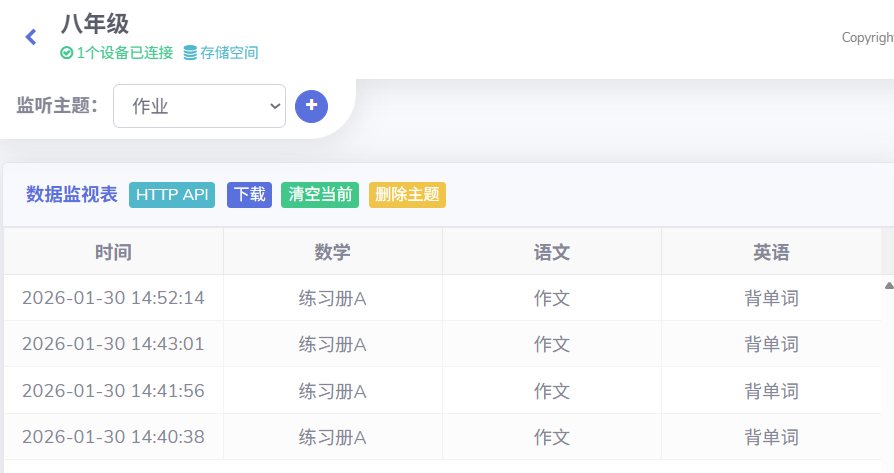 八年级
1个设备已连接 存储空间
监听主题: 作业
数据监视表 HTTP API 下载 清空当前 删除主题
时间 数学 语文 英语
2026-01-30 14:52:14 练习册A 作文 背单词
2026-01-30 14:43:01 练习册A 作文 背单词
2026-01-30 14:41:56 练习册A 作文 背单词
2026-01-30 14:40:38 练习册A 作文 背单词